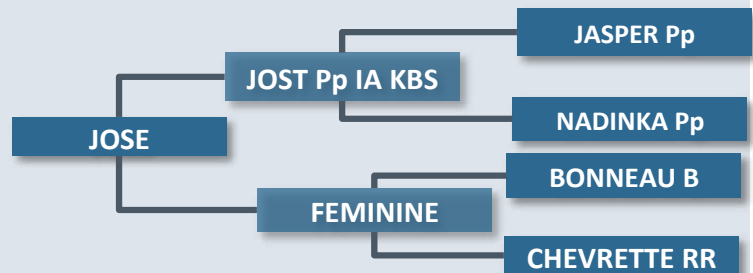 JASPER Pp
JOST Pp IA KBS
NADINKA Pp
JOSE
BONNEAU B
FEMININE
CHEVRETTE RR